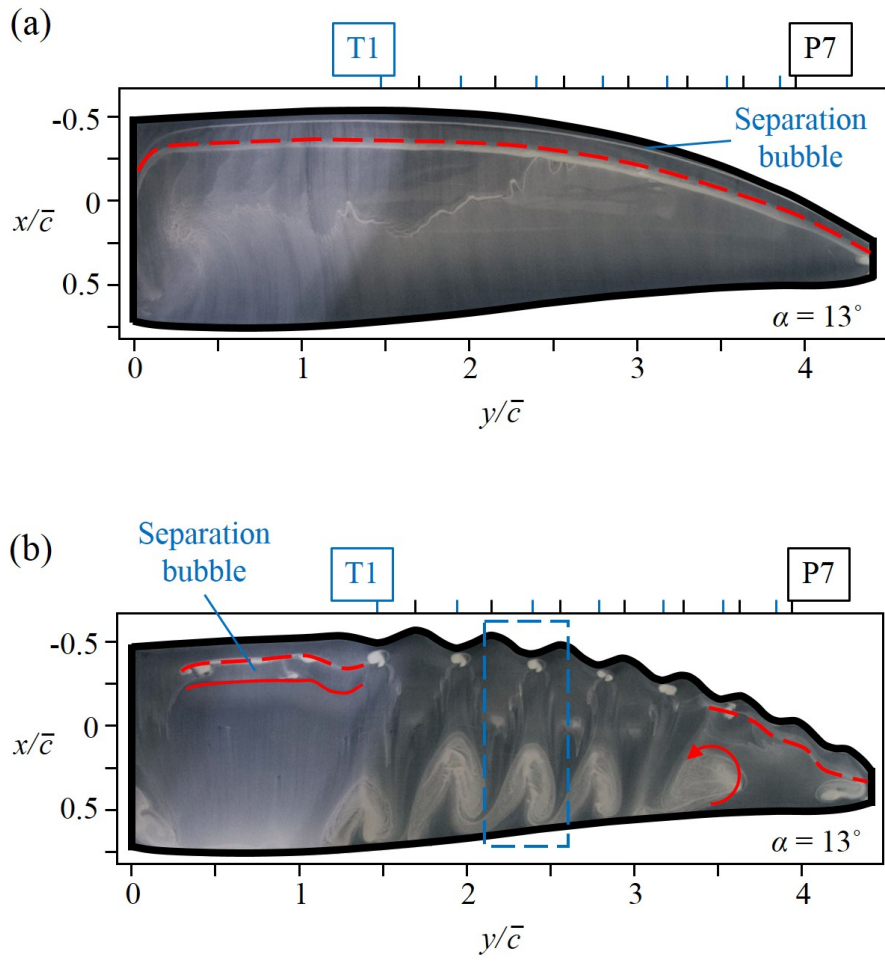 (a)
T1
P7
-0.5
0
0.5
x/c̄
Separation
bubble
α = 13°
0
1
2
3
4
y/c̄
(b)
Separation
bubble
T1
P7
-0.5
0
0.5
x/c̄
α = 13°
0
1
2
3
4
y/c̄